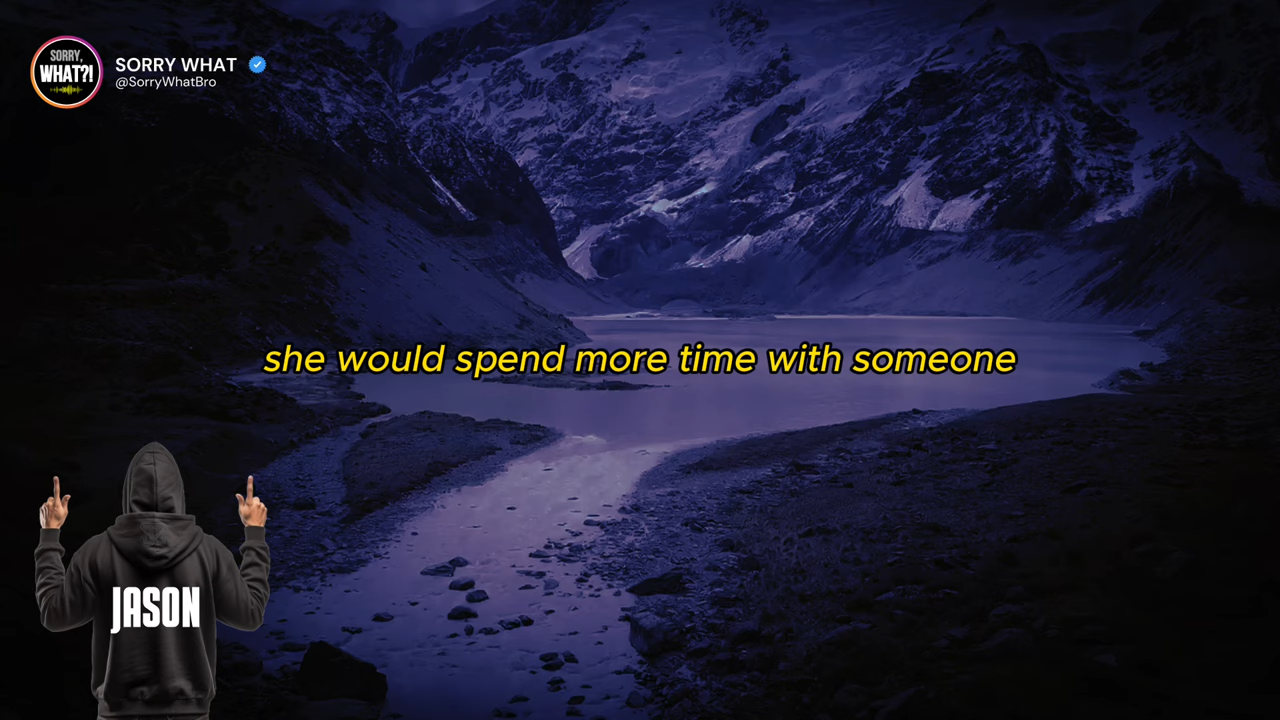 SORRY,
WHAT?!
SORRY WHAT
@SorryWhatBro
she would spend more time with someone
JASON